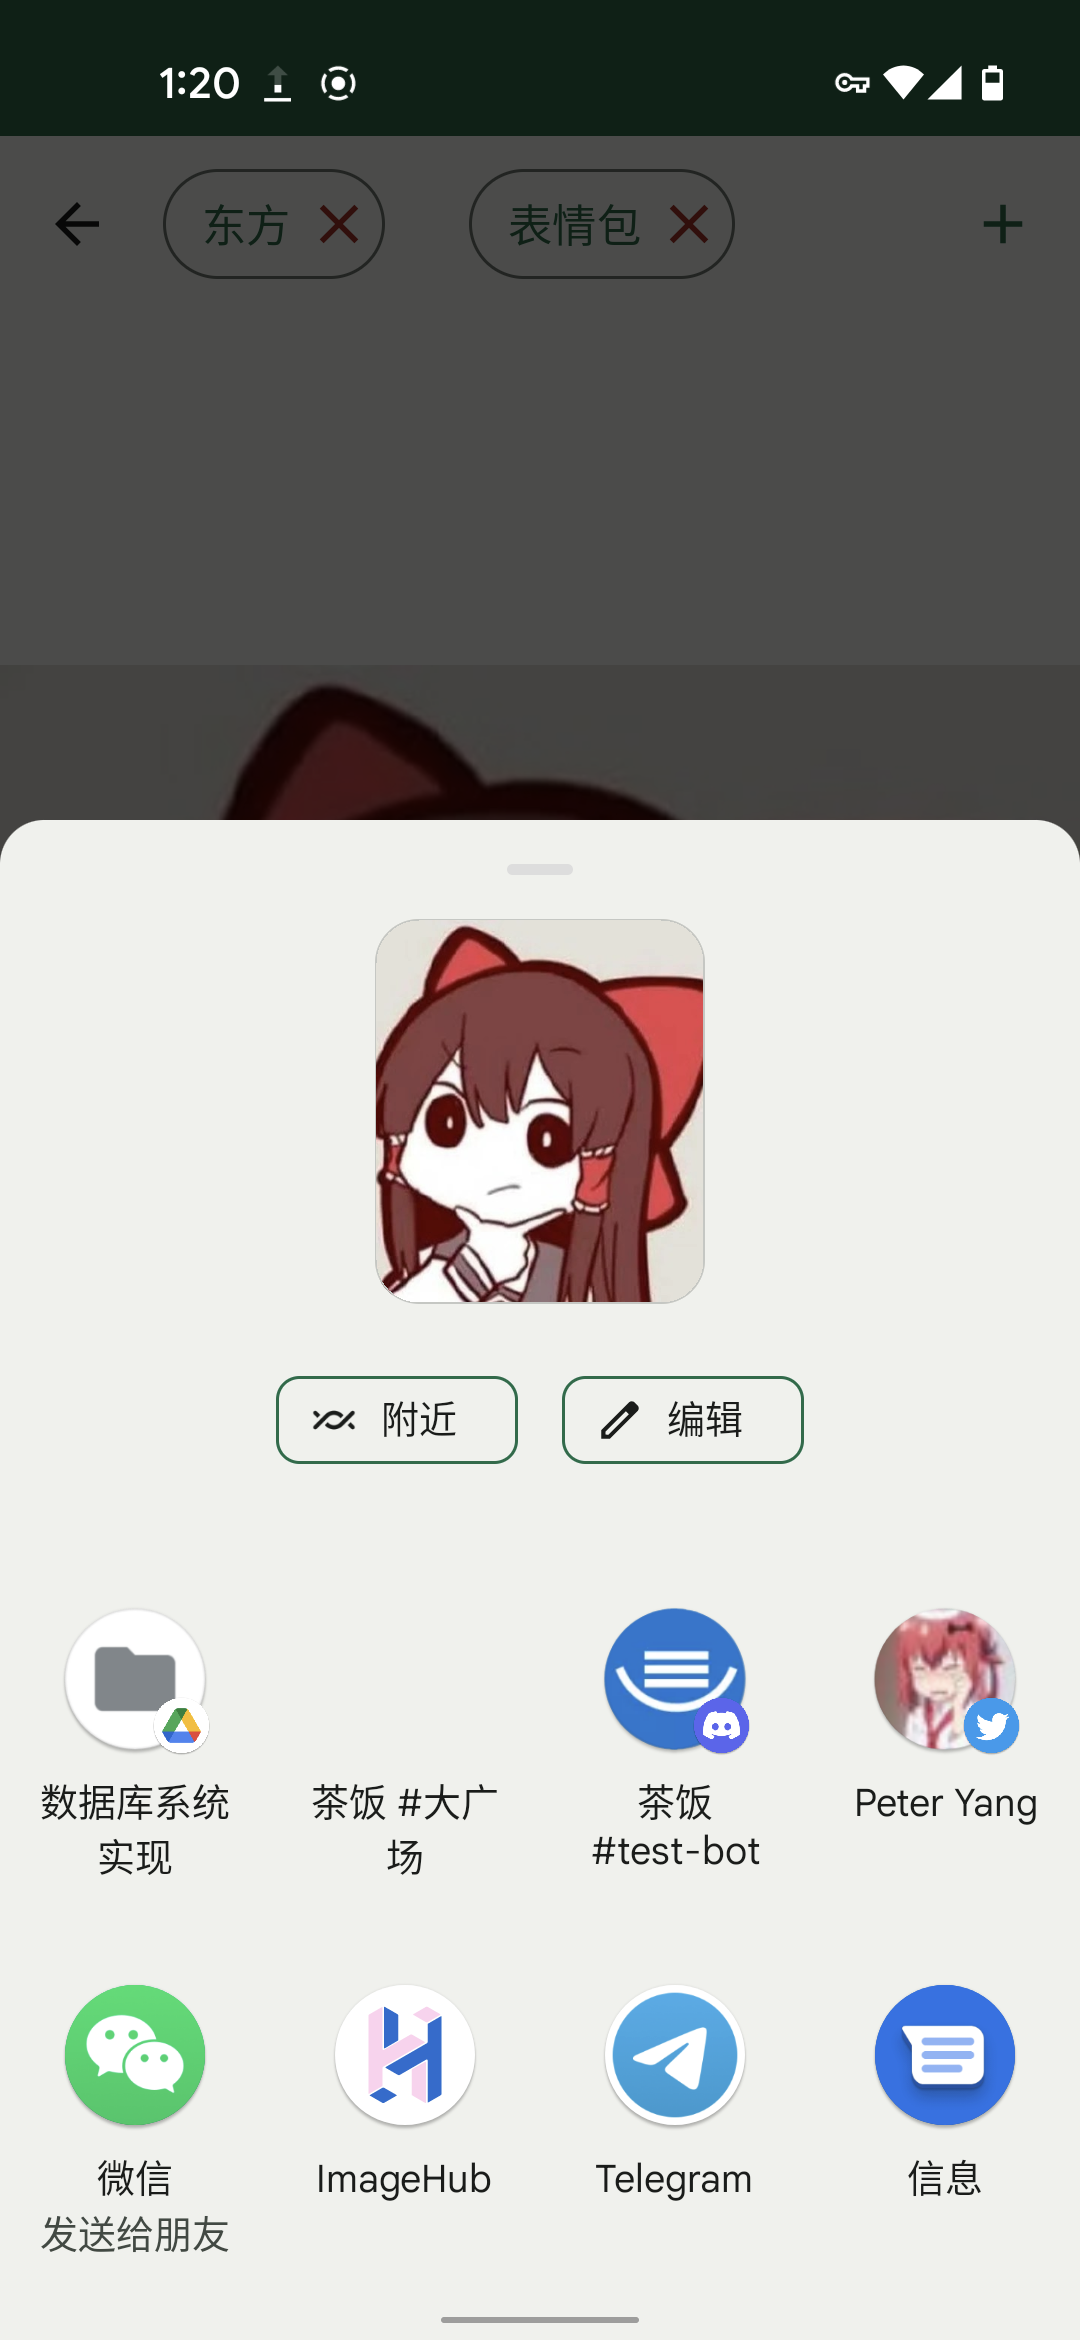 1:20
东方
表情包
附近
编辑
数据库系统
实现
茶饭 #大广
场
茶饭
#test-bot
Peter Yang
微信
发送给朋友
ImageHub
Telegram
信息